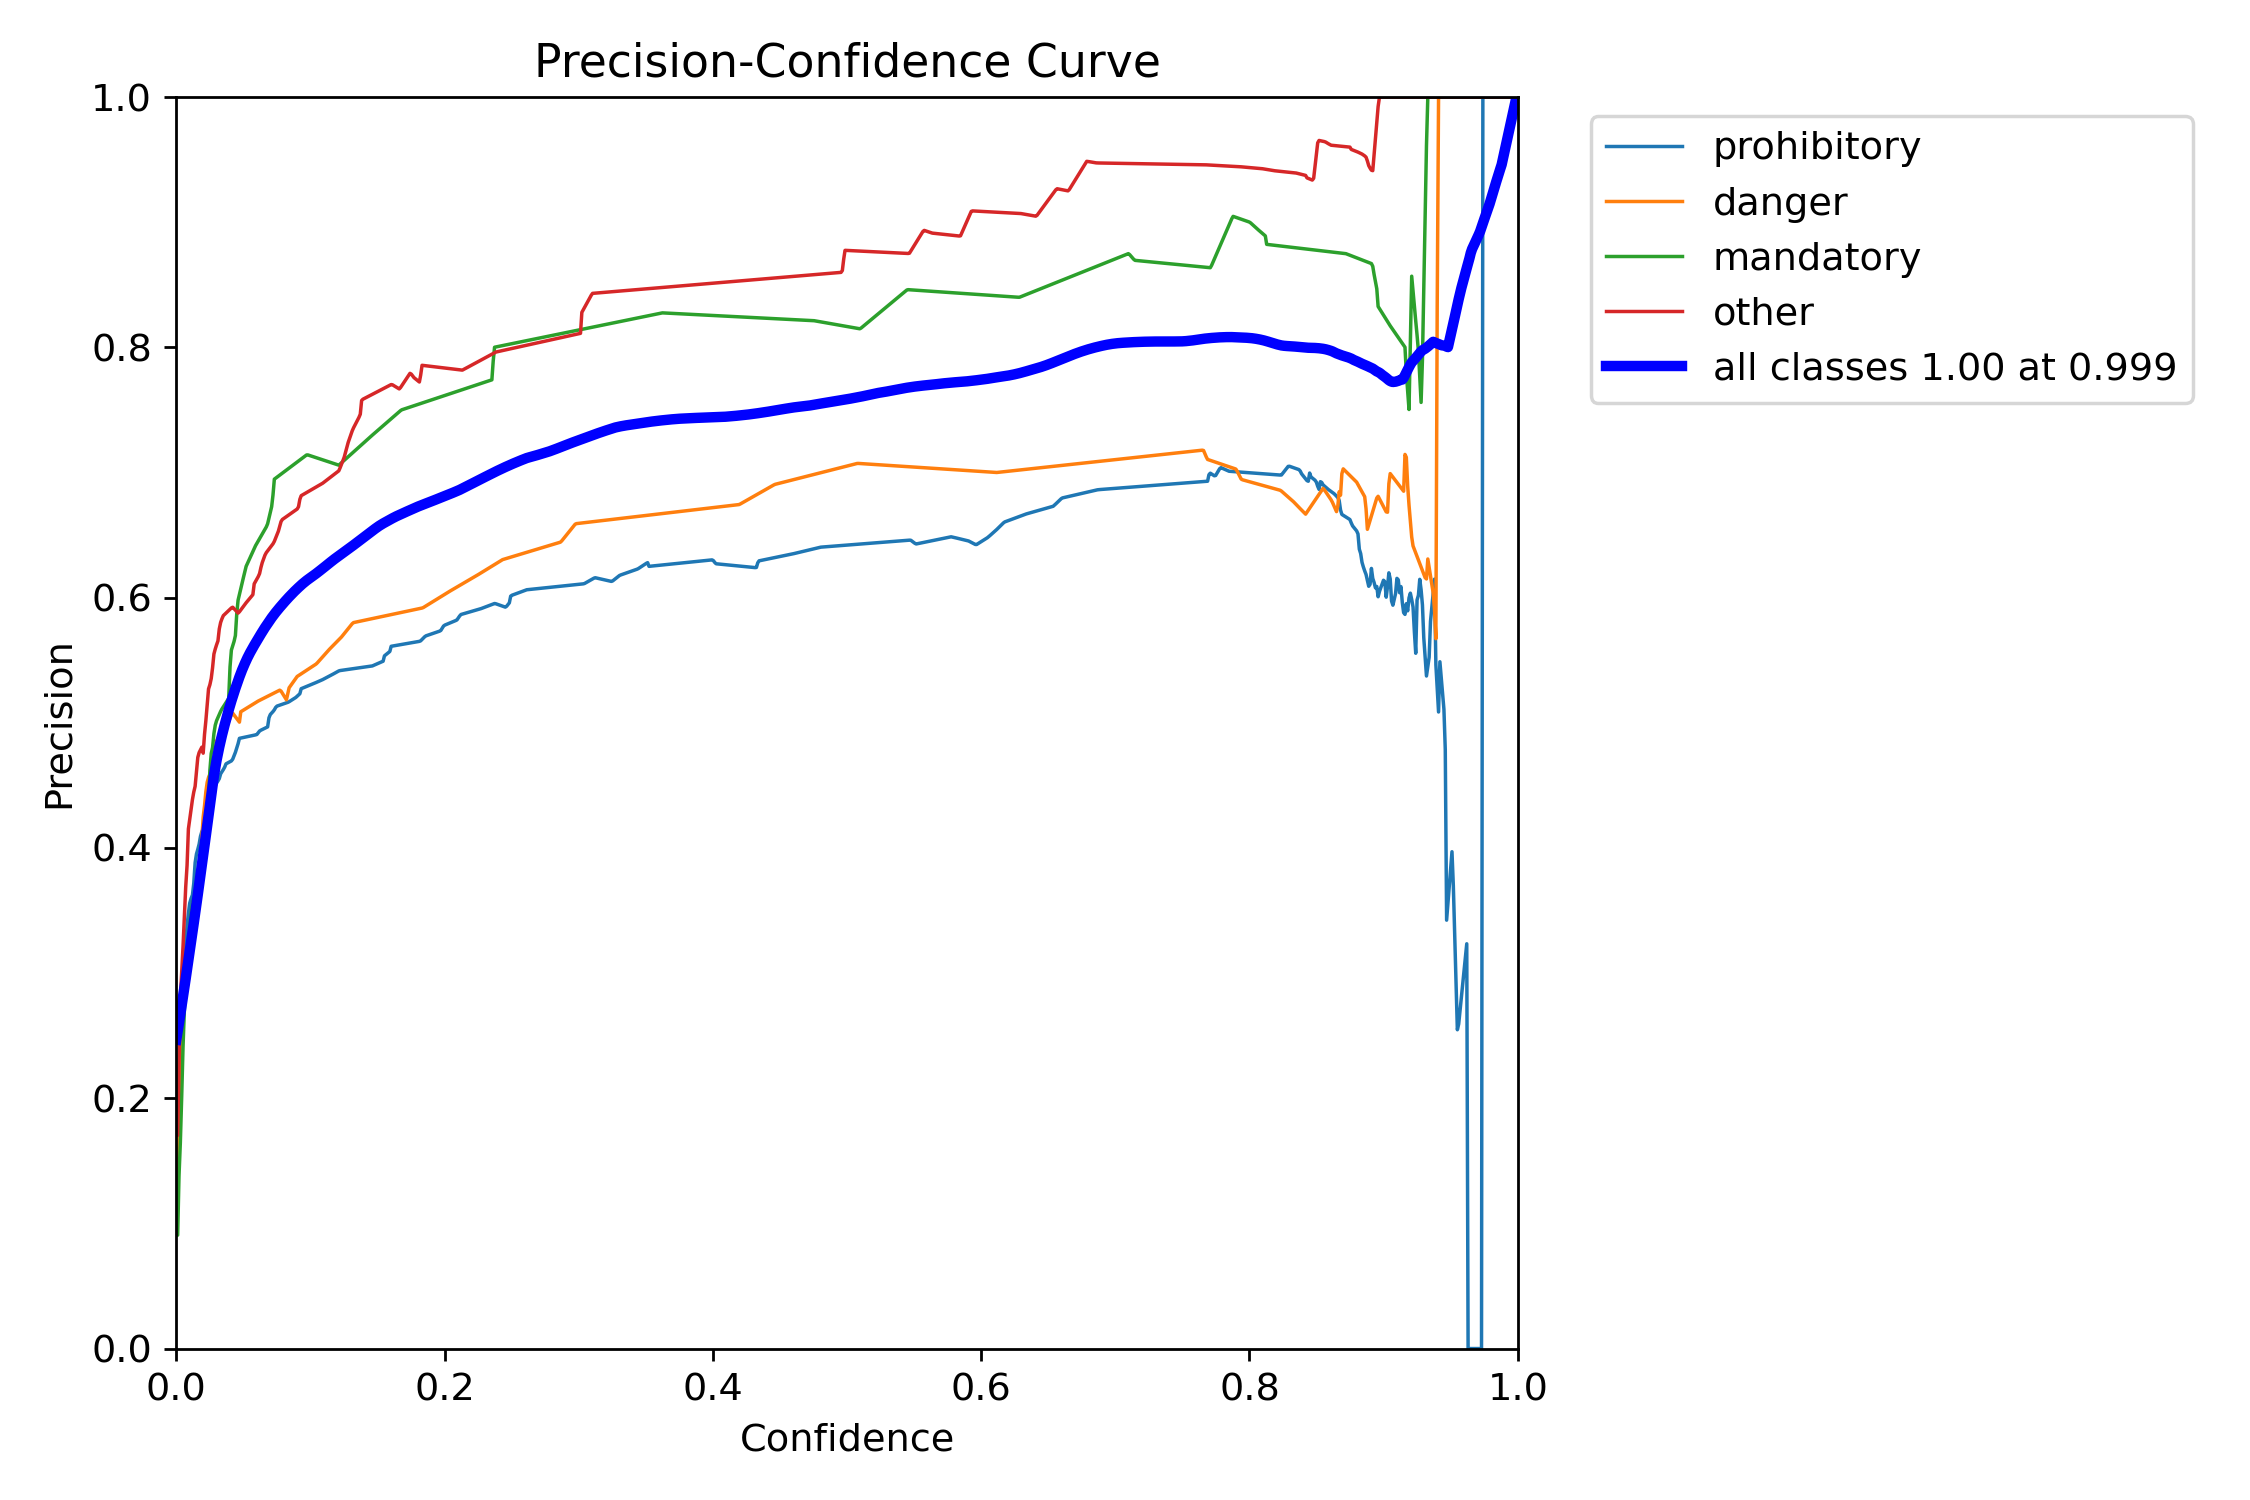 Precision-Confidence Curve
1.0
0.8
0.6
0.4
0.2
0.0
Precision
0.0 0.2 0.4 0.6 0.8 1.0
Confidence
prohibitory
danger
mandatory
other
all classes 1.00 at 0.999